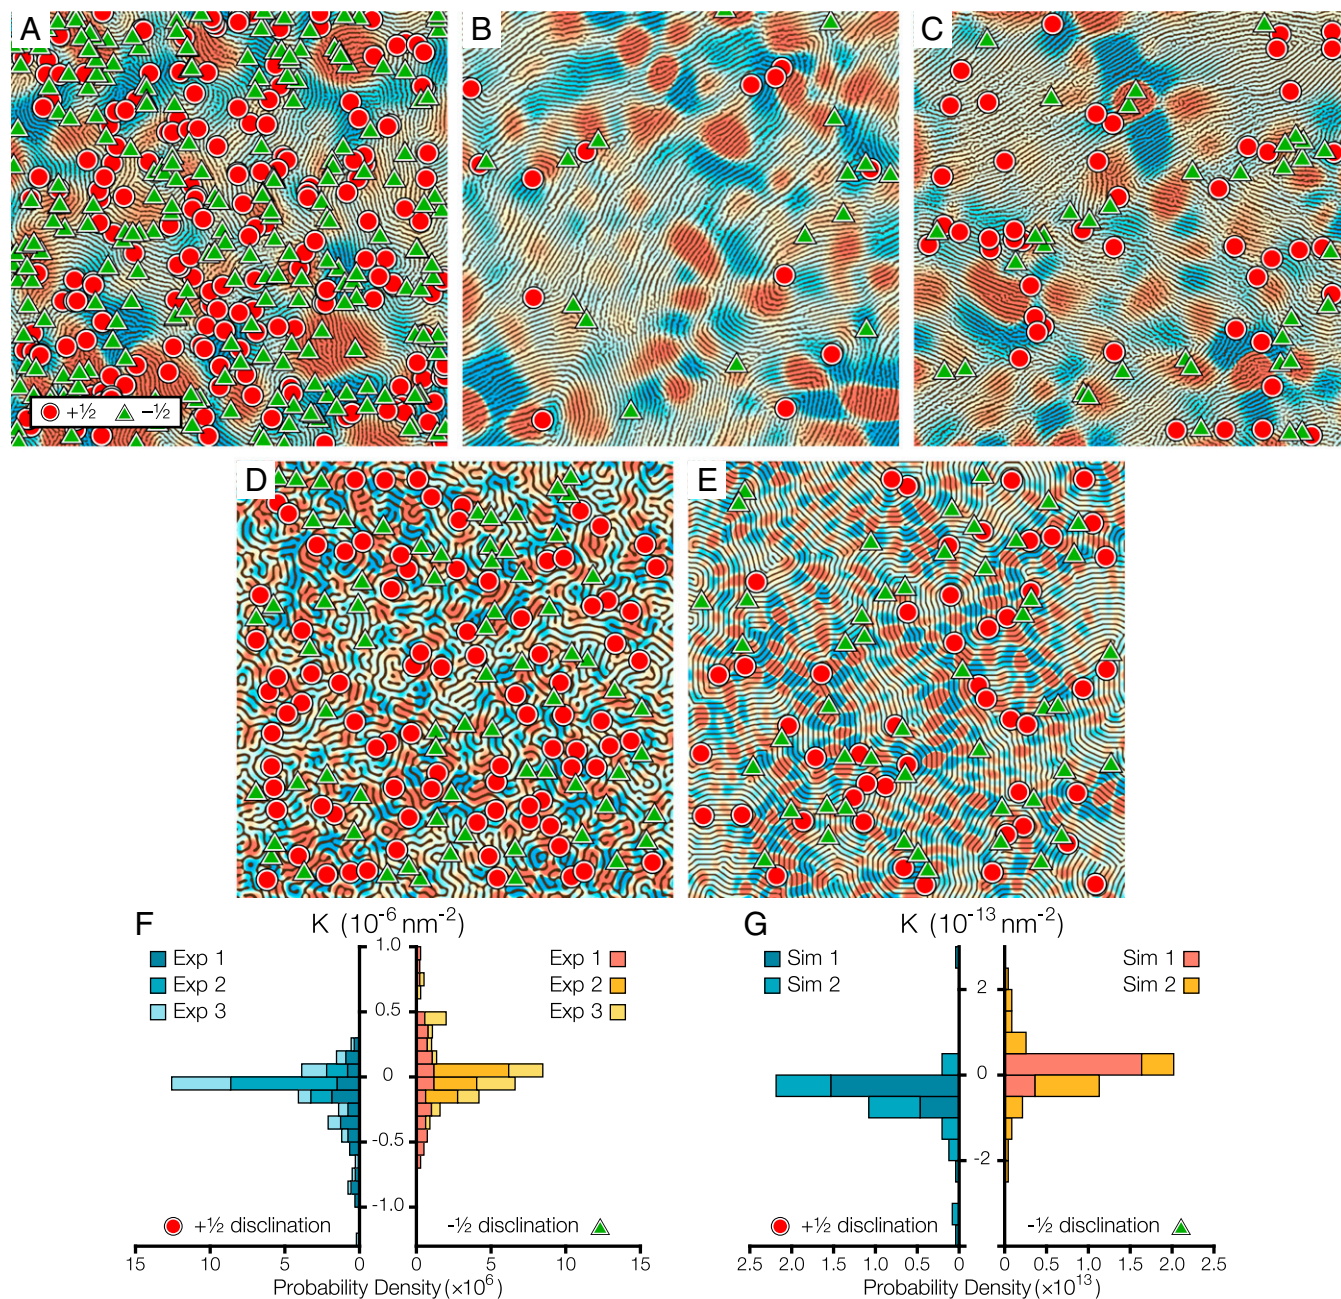 A
B
C
+½ -½
D
E
F
K (10-6 nm-2)
Exp 1
Exp 2
Exp 3
Exp 1
Exp 2
Exp 3
1.0
0.5
0
-0.5
-1.0
+½ disclination
-½ disclination
15 10 5 0 0 5 10 15
Probability Density (×10⁶)
G
K (10-13 nm-2)
Sim 1
Sim 2
Sim 1
Sim 2
2
0
-2
+½ disclination
-½ disclination
2.5 2.0 1.5 1.0 0.5 0 0 0.5 1.0 1.5 2.0 2.5
Probability Density (×10¹³)